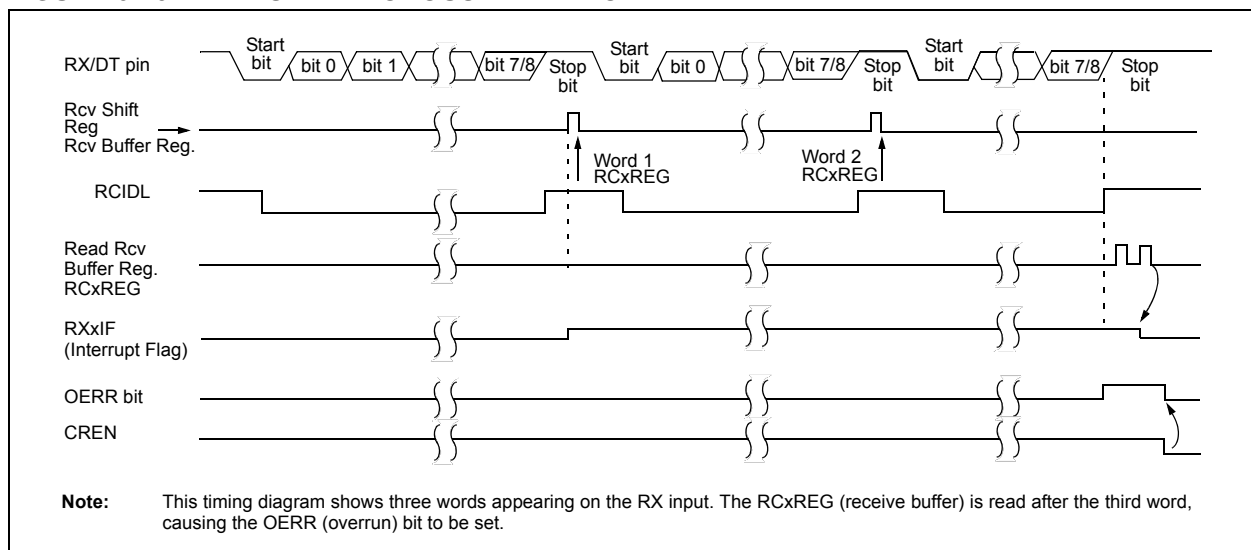 RX/DT pin
Start bit
bit 0
bit 1
bit 7/8
Stop bit
Start bit
bit 0
bit 7/8
Stop bit
Start bit
bit 7/8
Stop bit
Rcv Shift
Reg
Rcv Buffer Reg.
Word 1
RCxREG
Word 2
RCxREG
RCIDL
Read Rcv
Buffer Reg.
RCxREG
RXxIF
(Interrupt Flag)
OERR bit
CREN
Note: This timing diagram shows three words appearing on the RX input. The RCxREG (receive buffer) is read after the third word,
causing the OERR (overrun) bit to be set.